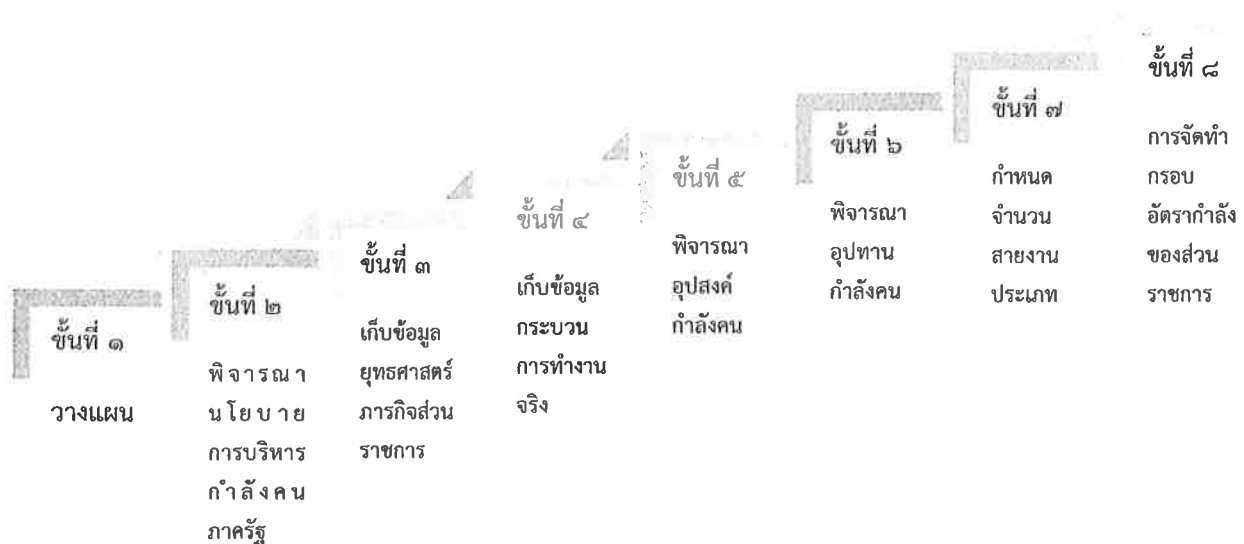 ขั้นที่ ๑
วางแผน
ขั้นที่ ๒
พิจารณา
นโยบาย
การบริหาร
กำลังคน
ภาครัฐ
ขั้นที่ ๓
เก็บข้อมูล
ยุทธศาสตร์
ภารกิจส่วน
ราชการ
ขั้นที่ ๔
เก็บข้อมูล
กระบวน
การทำงาน
จริง
ขั้นที่ ๕
พิจารณา
อุปสงค์
กำลังคน
ขั้นที่ ๖
พิจารณา
อุปทาน
กำลังคน
ขั้นที่ ๗
กำหนด
จำนวน
สายงาน
ประเภท
ขั้นที่ ๘
การจัดทำ
กรอบ
อัตรากำลัง
ของส่วน
ราชการ